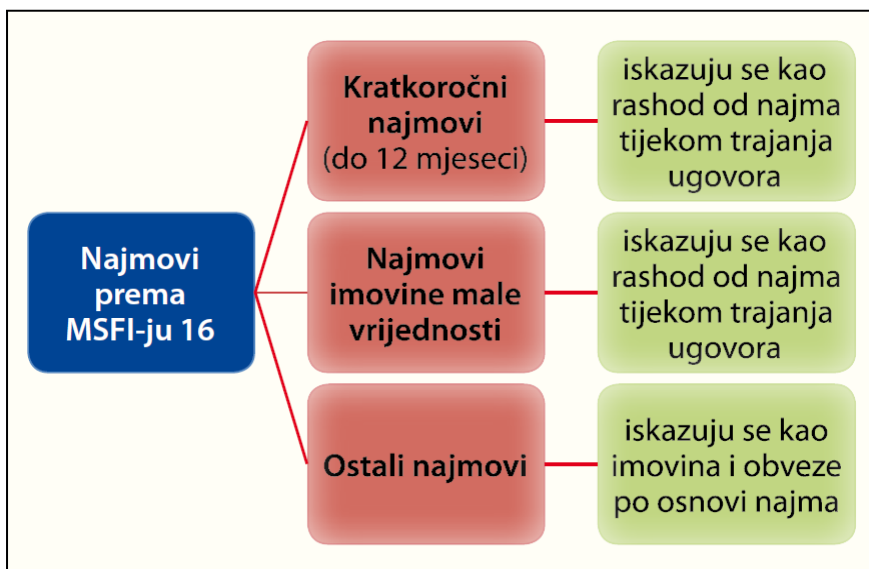 Najmovi
prema
MSFI-ju 16
Kratkoročni
najmovi
(do 12 mjeseci)
iskazuju se kao
rashod od najma
tijekom trajanja
ugovora
Najmovi
imovine male
vrijednosti
iskazuju se kao
rashod od najma
tijekom trajanja
ugovora
Ostali najmovi
iskazuju se kao
imovina i obveze
po osnovi najma